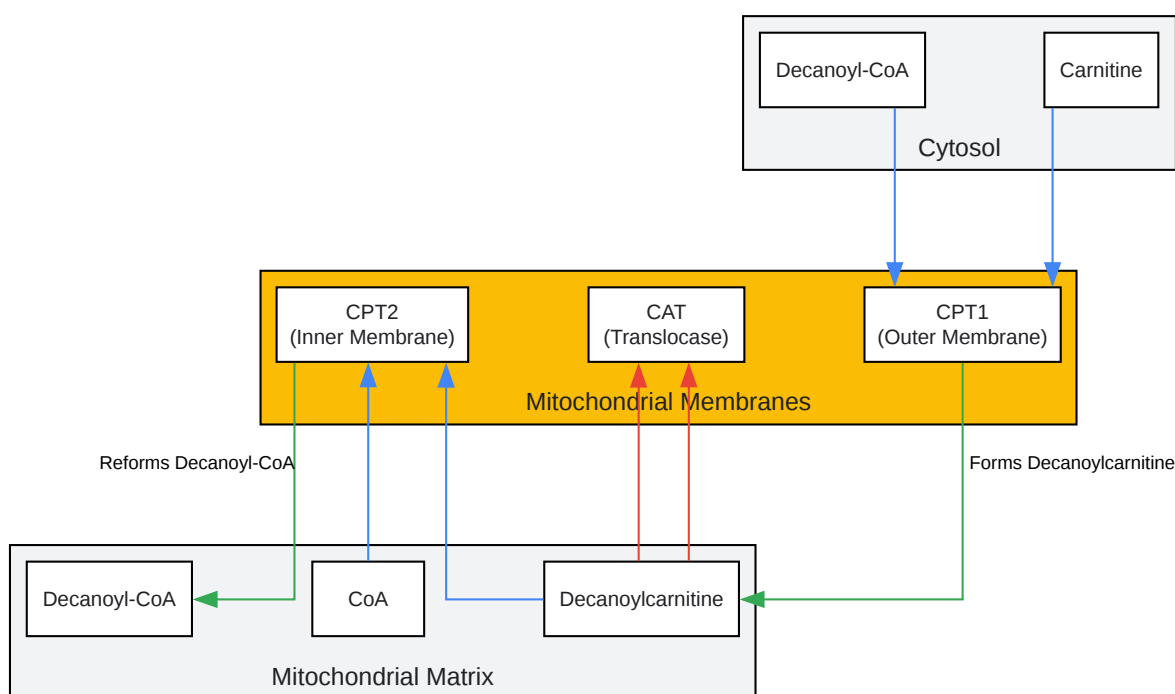 Decanoyl-CoA
Carnitine
Cytosol
CPT2
(Inner Membrane)
CAT
(Translocase)
CPT1
(Outer Membrane)
Mitochondrial Membranes
Reforms Decanoyl-CoA
Forms Decanoylcarnitine
Decanoyl-CoA
CoA
Decanoylcarnitine
Mitochondrial Matrix